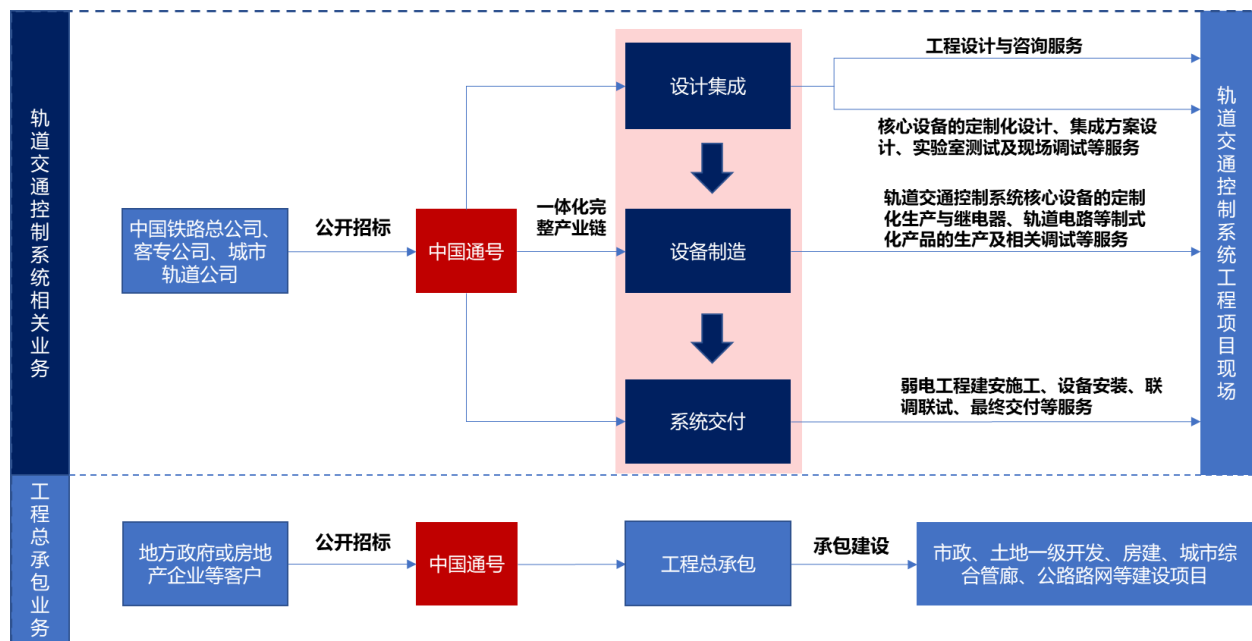 轨道交通控制系统相关业务
中国铁路总公司、
客专公司、城市
轨道公司
公开招标
中国通号
一体化完
整产业链
设计集成
设备制造
系统交付
工程设计与咨询服务
核心设备的定制化设计、集成方案设
计、实验室测试及现场调试等服务
轨道交通控制系统核心设备的定制
化生产与继电器、轨道电路等制式
化产品的生产及相关调试等服务
弱电工程建安施工、设备安装、联
调联试、最终交付等服务
轨道交通控制系统工程项目现场
工程总承包业务
地方政府或房地
产企业等客户
公开招标
中国通号
工程总承包
承包建设
市政、土地一级开发、房建、城市综
合管廊、公路路网等建设项目